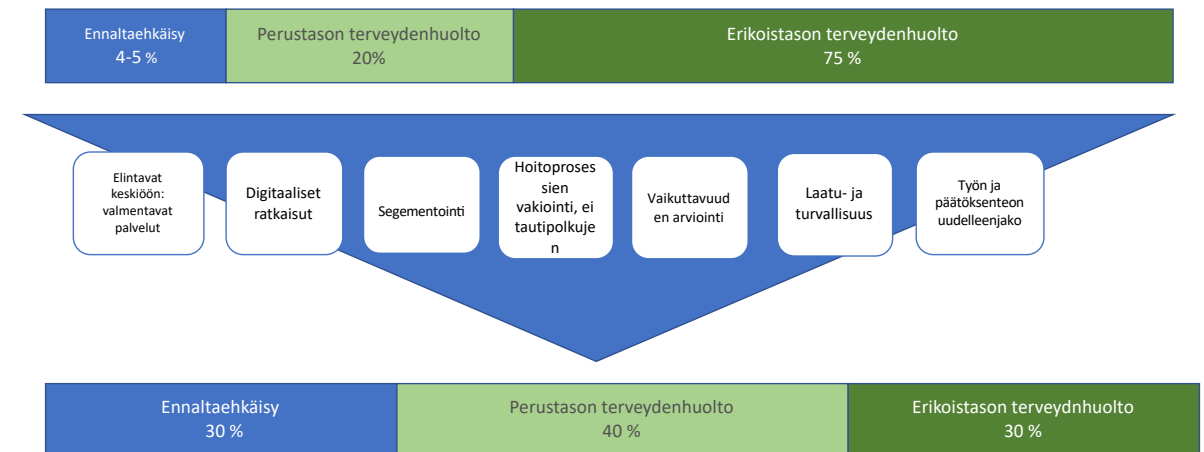 Ennaltaehkäisy
4-5 %
Perustason terveydenhuolto
20%
Erikoistason terveydenhuolto
75 %
Elintavat
keskiöön:
valmentavat
palvelut
Digitaaliset
ratkaisut
Segementointi
Hoitoproses
sien
vakiointi, ei
tautipolkuje
n
Vaikuttavuud
en arviointi
Laatu- ja
turvallisuus
Työn ja
päätöksenteon
uudelleenjako
Ennaltaehkäisy
30 %
Perustason terveydenhuolto
40 %
Erikoistason terveydnhuolto
30 %